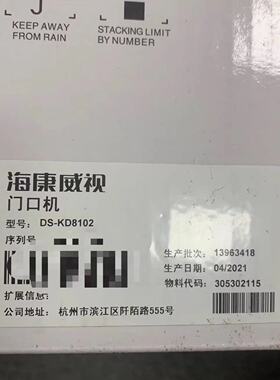 KEEP AWAY
FROM RAIN
STACKING LIMIT
BY NUMBER
海康威视
门口机
型号: DS-KD8102
序列号
生产批次: 13963418
生产日期: 04/2021
物料代码: 305302115
扩展信息:
公司地址: 杭州市滨江区阡陌路555号